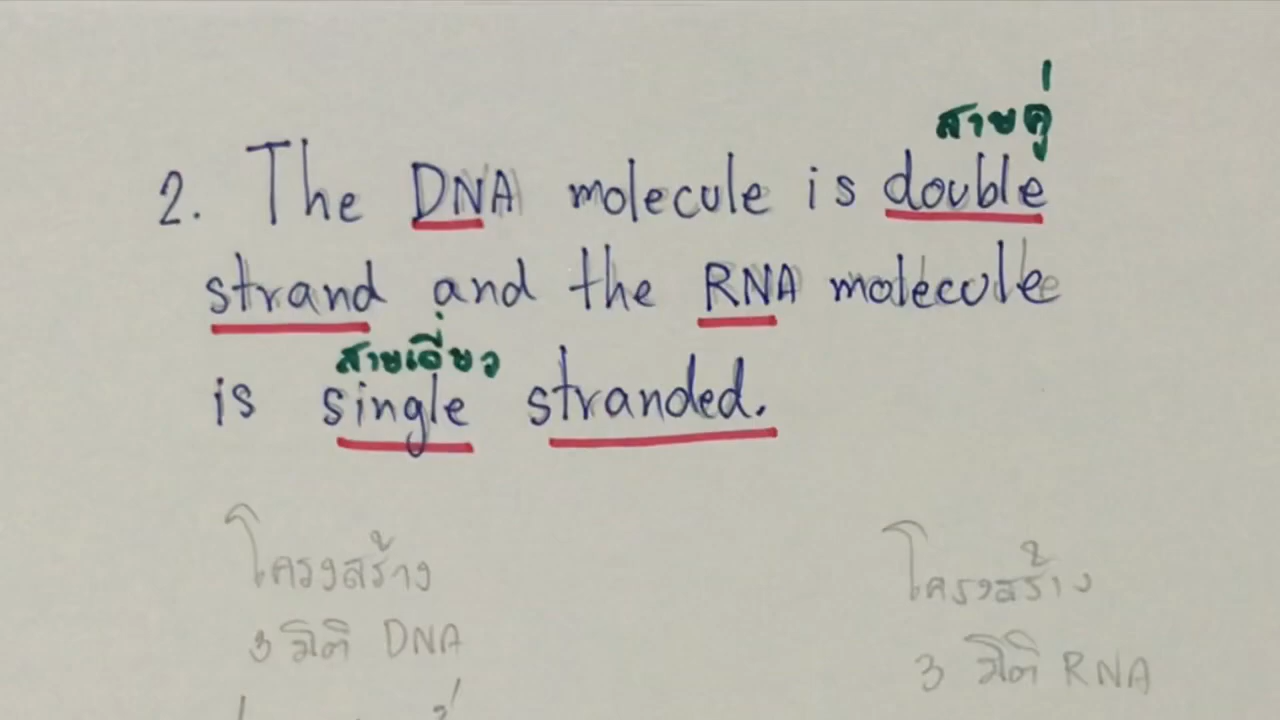 สายคู่
2. The DNA molecule is double
strand and the RNA molecule
สายเดี่ยว
is single stranded.
โครงสร้าง
3 มิติ DNA
โครงสร้าง
3 มิติ RNA